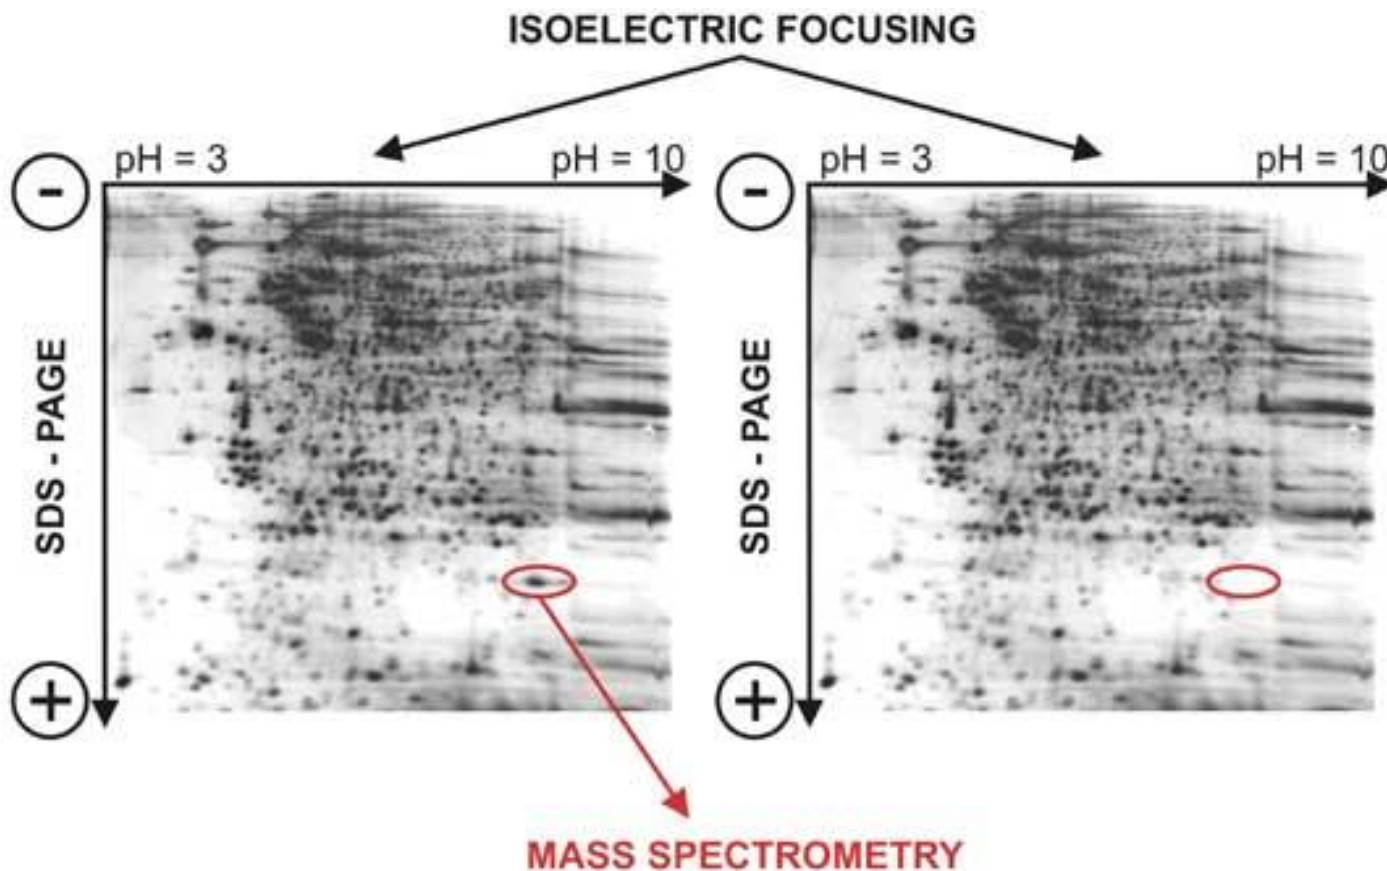 ISOELECTRIC FOCUSING
pH = 3
pH = 10
pH = 3
pH = 10
-
-
SDS - PAGE
SDS - PAGE
+
+
MASS SPECTROMETRY